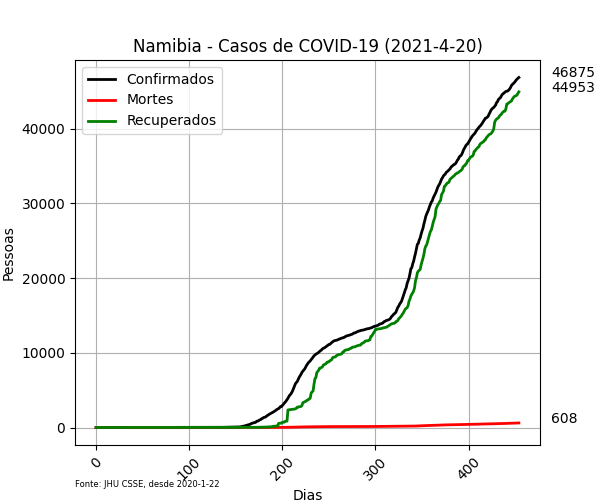 Namibia - Casos de COVID-19 (2021-4-20)
Confirmados
Mortes
Recuperados
46875
44953
608
Pessoas
40000
30000
20000
10000
0
0
100
200
300
400
Dias
Fonte: JHU CSSE, desde 2020-1-22